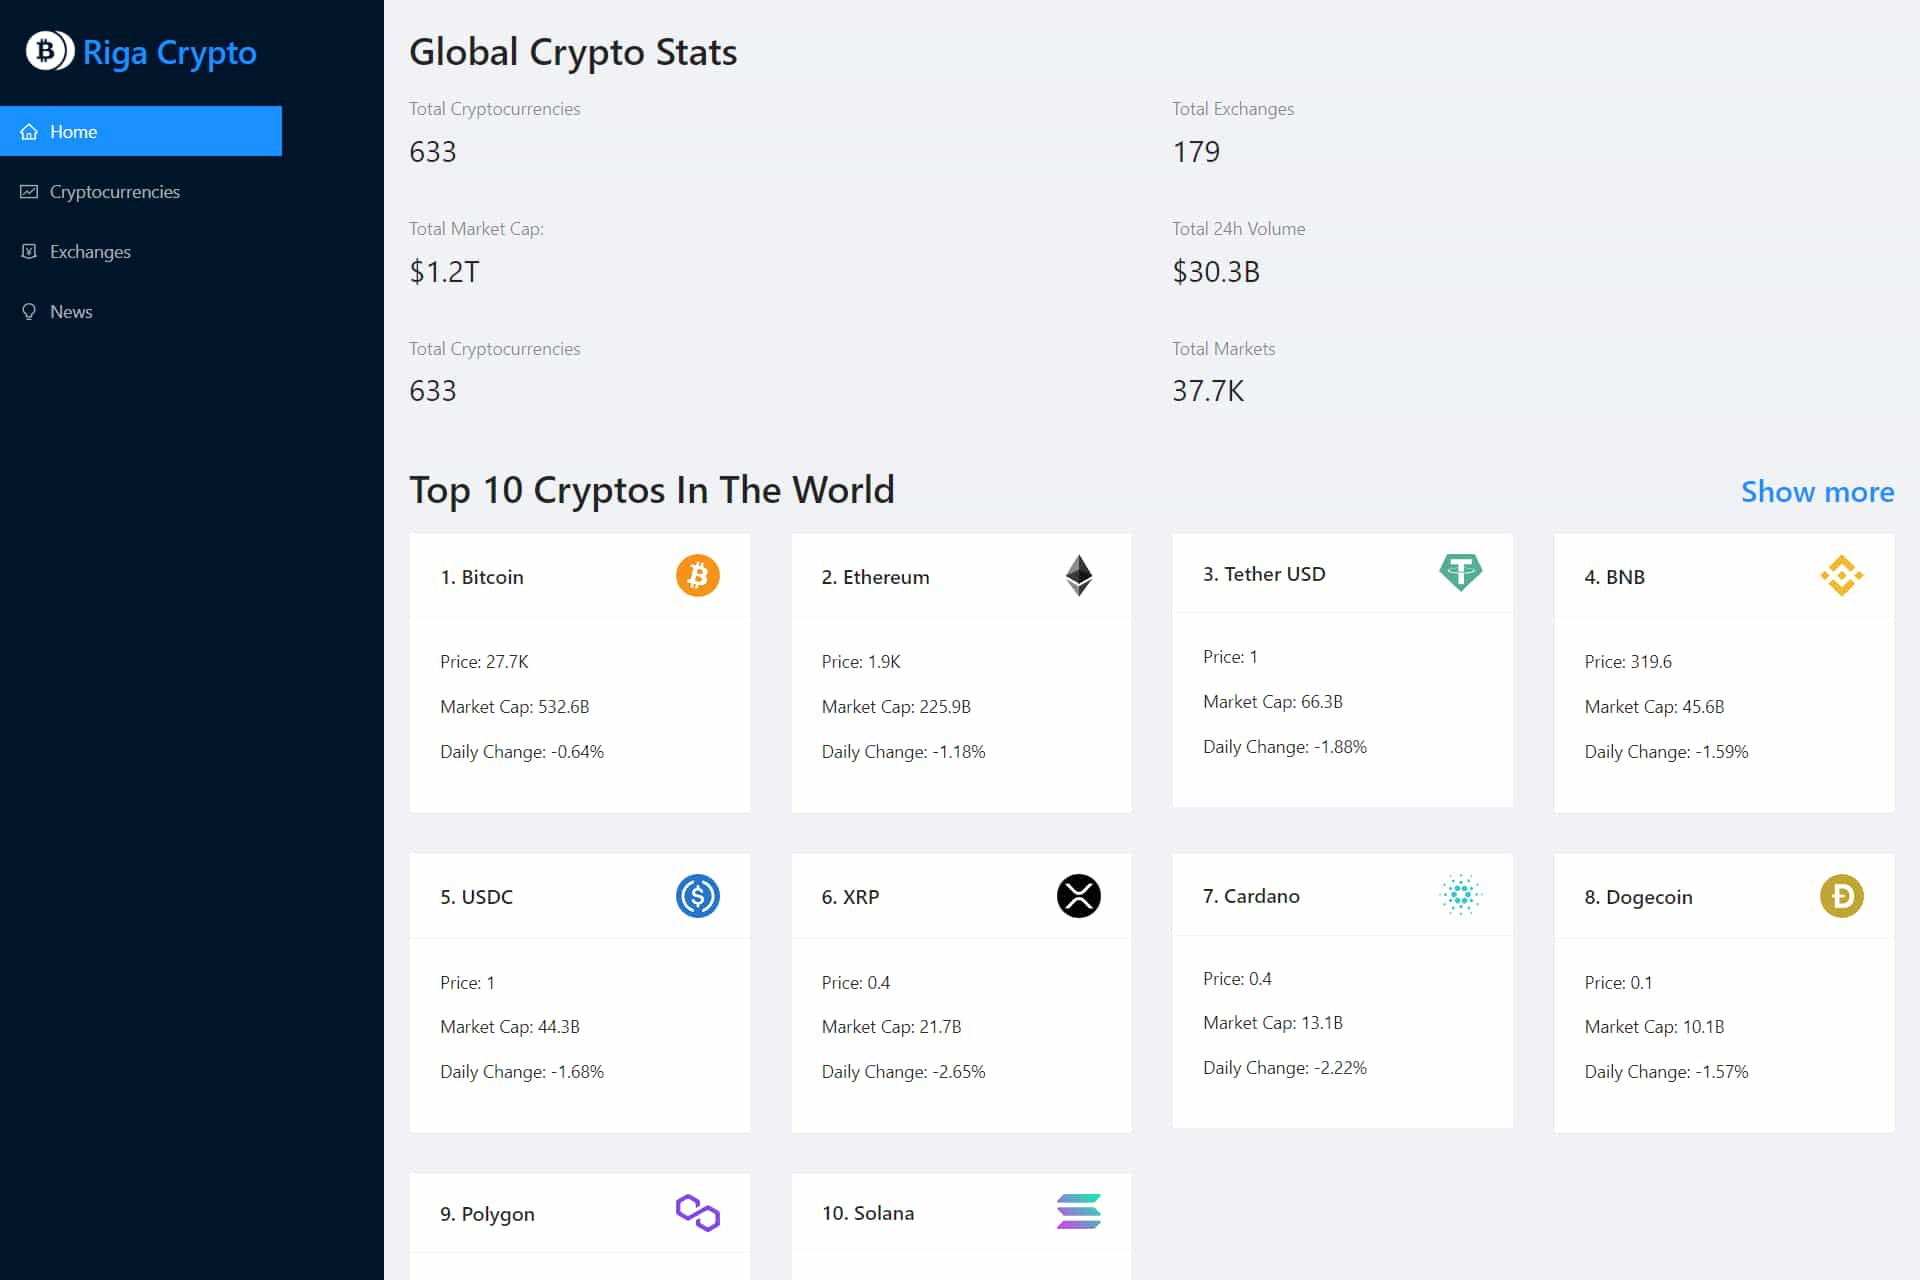 Riga Crypto
Home
Cryptocurrencies
Exchanges
News
Global Crypto Stats
Total Cryptocurrencies
633
Total Exchanges
179
Total Market Cap:
$1.2T
Total 24h Volume
$30.3B
Total Cryptocurrencies
633
Total Markets
37.7K
Top 10 Cryptos In The World
Show more
1. Bitcoin
Price: 27.7K
Market Cap: 532.6B
Daily Change: -0.64%
2. Ethereum
Price: 1.9K
Market Cap: 225.9B
Daily Change: -1.18%
3. Tether USD
Price: 1
Market Cap: 66.3B
Daily Change: -1.88%
4. BNB
Price: 319.6
Market Cap: 45.6B
Daily Change: -1.59%
5. USDC
Price: 1
Market Cap: 44.3B
Daily Change: -1.68%
6. XRP
Price: 0.4
Market Cap: 21.7B
Daily Change: -2.65%
7. Cardano
Price: 0.4
Market Cap: 13.1B
Daily Change: -2.22%
8. Dogecoin
Price: 0.1
Market Cap: 10.1B
Daily Change: -1.57%
9. Polygon
10. Solana